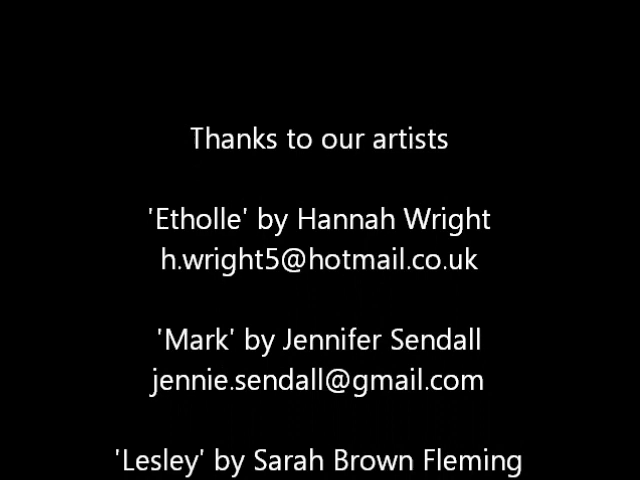 Thanks to our artists
'Etholle' by Hannah Wright
h.wright5@hotmail.co.uk
'Mark' by Jennifer Sendall
jennie.sendall@gmail.com
'Lesley' by Sarah Brown Fleming